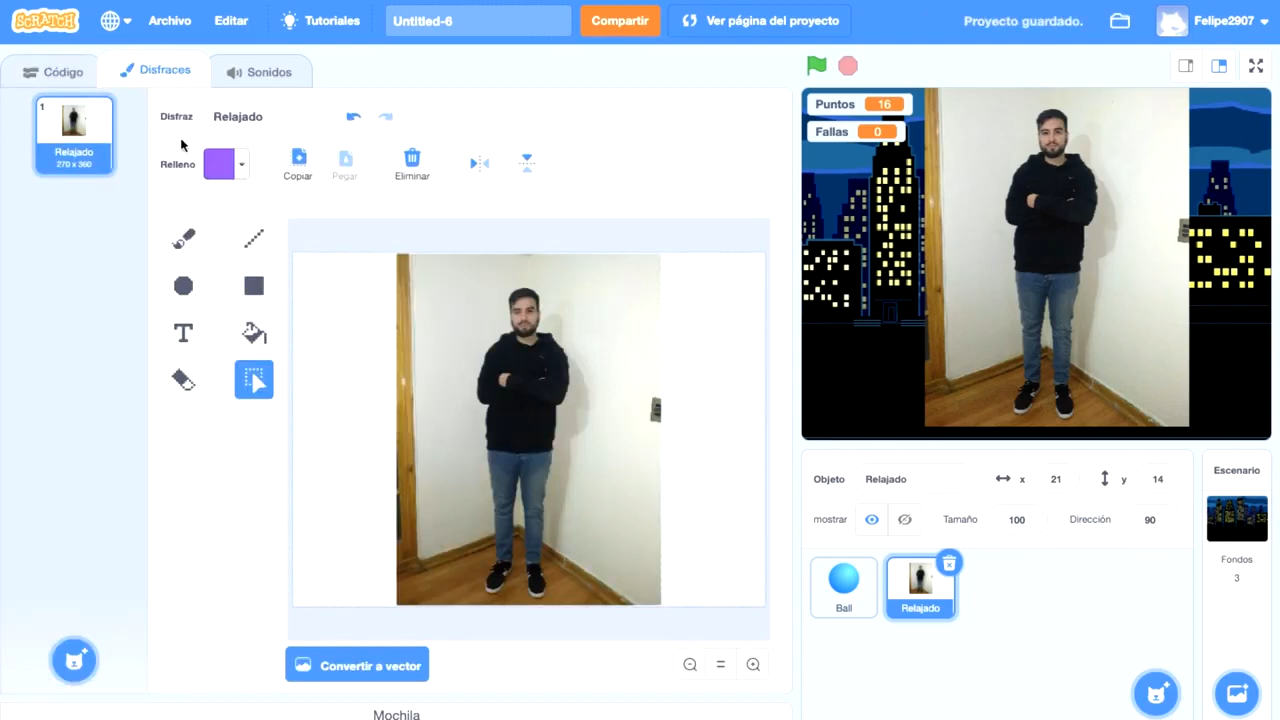 SCRATCH Archivo Editar Tutoriales Untitled-6 Compartir Ver página del proyecto Proyecto guardado. Felipe2907
Código Disfraces Sonidos
1
Relajado
270 x 360
Disfraz Relajado
Relleno
Copiar Pegar Eliminar
T
Convertir a vector
Mochila
Puntos 16
Fallas 0
Objeto Relajado x 21 y 14
mostrar Tamaño 100 Dirección 90
Ball
Relajado
Escenario
Fondos
3